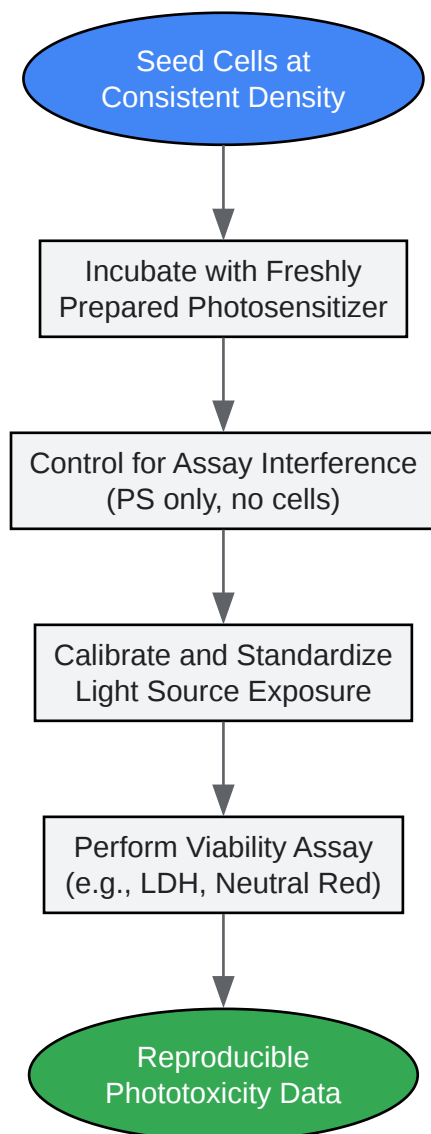 Seed Cells at
Consistent Density
Incubate with Freshly
Prepared Photosensitizer
Control for Assay Interference
(PS only, no cells)
Calibrate and Standardize
Light Source Exposure
Perform Viability Assay
(e.g., LDH, Neutral Red)
Reproducible
Phototoxicity Data